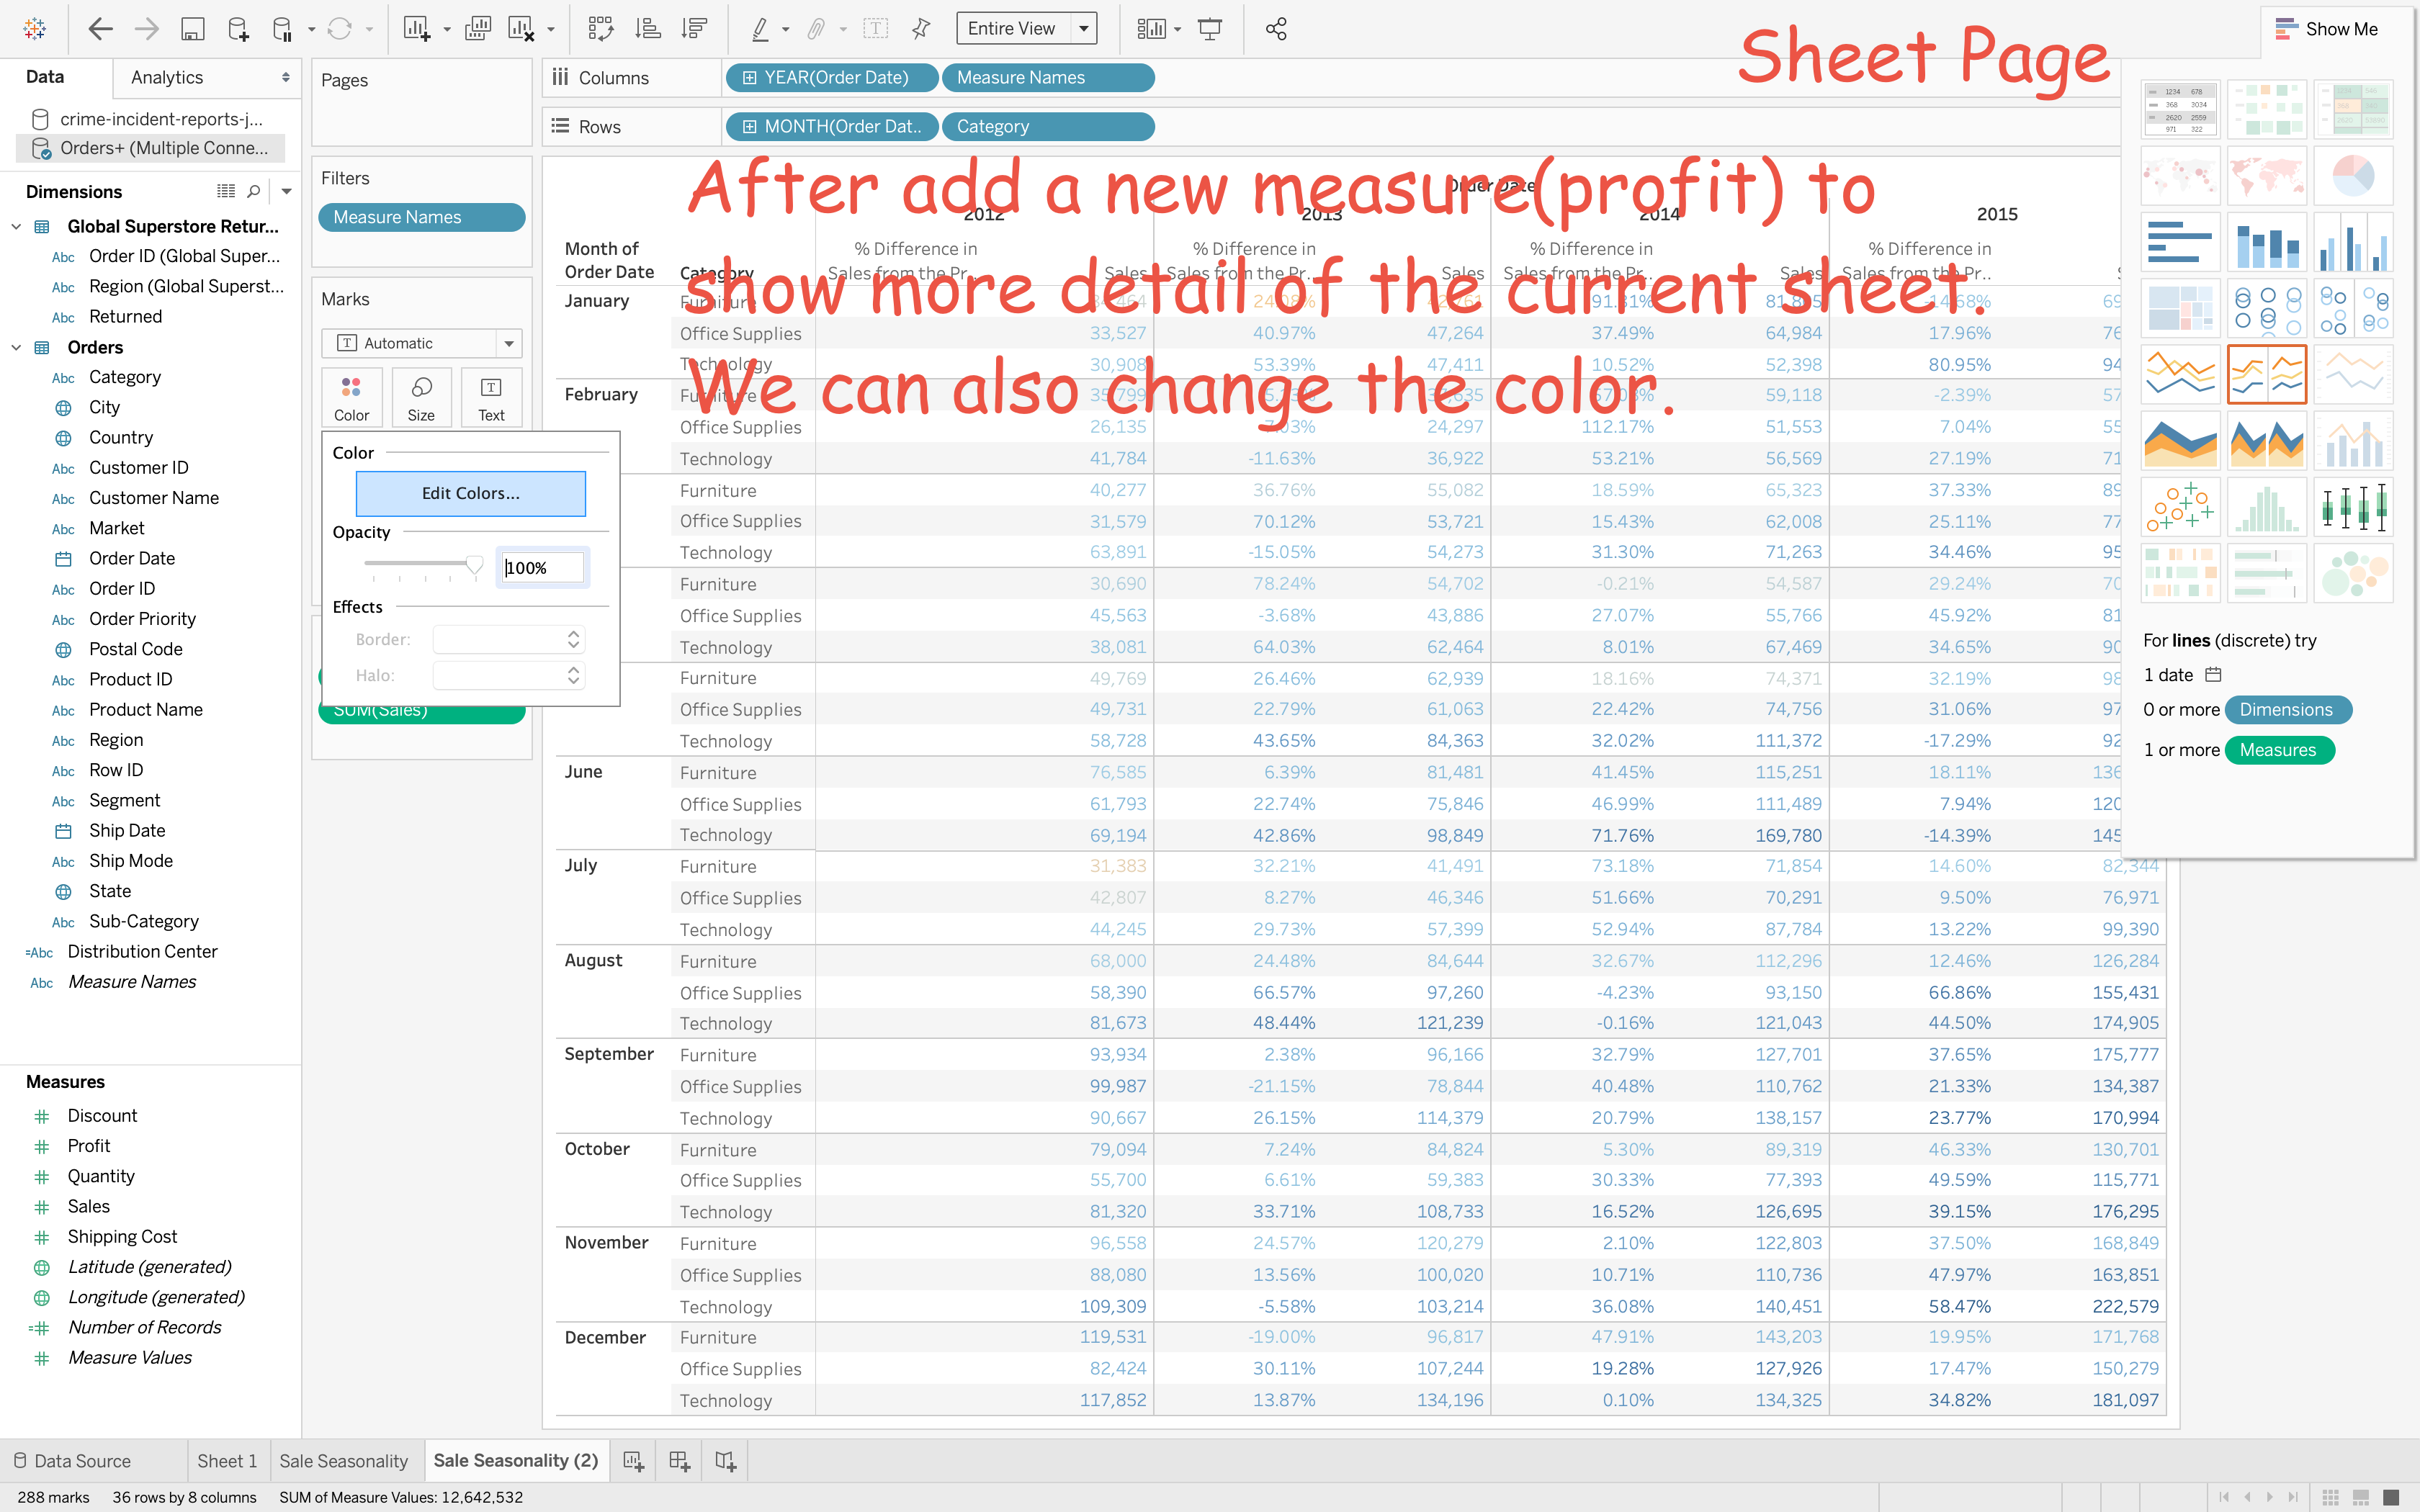 Entire View
Show Me
Sheet Page
Data
Analytics
Pages
Columns
YEAR(Order Date)
Measure Names
Rows
MONTH(Order Dat..
Category
crime-incident-reports-j...
Orders+ (Multiple Conne...
Dimensions
Global Superstore Retur...
Order ID (Global Super...
Region (Global Superst...
Returned
Orders
Category
City
Country
Customer ID
Customer Name
Market
Order Date
Order ID
Order Priority
Postal Code
Product ID
Product Name
Region
Row ID
Segment
Ship Date
Ship Mode
State
Sub-Category
Distribution Center
Measure Names
Measures
Discount
Profit
Quantity
Sales
Shipping Cost
Latitude (generated)
Longitude (generated)
Number of Records
Measure Values
Filters
Measure Names
Marks
Automatic
Color
Size
Text
Color
Edit Colors...
Opacity
100%
Effects
Border:
Halo:
SUM(Sales)
After add a new measure(profit) to
show more detail of the current sheet.
We can also change the color.
Order Date
2012 2013 2014 2015
Month of Order Date Category % Difference in Sales from the Pr... Sales % Difference in Sales from the Pr... Sales % Difference in Sales from the Pr... Sales % Difference in Sales from the Pr...
January Furniture
Office Supplies 33,527 40.97% 47,264 37.49% 64,984 17.96% 76
Technology 30,908 53.39% 47,411 10.52% 52,398 80.95% 94
February Furniture 59,118 -2.39% 57
Office Supplies 26,135 24,297 112.17% 51,553 7.04% 55
Technology 41,784 -11.63% 36,922 53.21% 56,569 27.19% 71
Furniture 40,277 36.76% 55,082 18.59% 65,323 37.33% 89
Office Supplies 31,579 70.12% 53,721 15.43% 62,008 25.11% 77
Technology 63,891 -15.05% 54,273 31.30% 71,263 34.46% 95
Furniture 30,690 78.24% 54,702 -0.21% 54,587 29.24% 70
Office Supplies 45,563 -3.68% 43,886 27.07% 55,766 45.92% 81
Technology 38,081 64.03% 62,464 8.01% 67,469 34.65% 90
Furniture 49,769 26.46% 62,939 18.16% 74,371 32.19% 98
Office Supplies 49,731 22.79% 61,063 22.42% 74,756 31.06% 97
Technology 58,728 43.65% 84,363 32.02% 111,372 -17.29% 92
June Furniture 76,585 6.39% 81,481 41.45% 115,251 18.11% 136
Office Supplies 61,793 22.74% 75,846 46.99% 111,489 7.94% 120
Technology 69,194 42.86% 98,849 71.76% 169,780 -14.39% 145
July Furniture 31,383 32.21% 41,491 73.18% 71,854 14.60% 82,344
Office Supplies 42,807 8.27% 46,346 51.66% 70,291 9.50% 76,971
Technology 44,245 29.73% 57,399 52.94% 87,784 13.22% 99,390
August Furniture 68,000 24.48% 84,644 32.67% 112,296 12.46% 126,284
Office Supplies 58,390 66.57% 97,260 -4.23% 93,150 66.86% 155,431
Technology 81,673 48.44% 121,239 -0.16% 121,043 44.50% 174,905
September Furniture 93,934 2.38% 96,166 32.79% 127,701 37.65% 175,777
Office Supplies 99,987 -21.15% 78,844 40.48% 110,762 21.33% 134,387
Technology 90,667 26.15% 114,379 20.79% 138,157 23.77% 170,994
October Furniture 79,094 7.24% 84,824 5.30% 89,319 46.33% 130,701
Office Supplies 55,700 6.61% 59,383 30.33% 77,393 49.59% 115,771
Technology 81,320 33.71% 108,733 16.52% 126,695 39.15% 176,295
November Furniture 96,558 24.57% 120,279 2.10% 122,803 37.50% 168,849
Office Supplies 88,080 13.56% 100,020 10.71% 110,736 47.97% 163,851
Technology 109,309 -5.58% 103,214 36.08% 140,451 58.47% 222,579
December Furniture 119,531 -19.00% 96,817 47.91% 143,203 19.95% 171,768
Office Supplies 82,424 30.11% 107,244 19.28% 127,926 17.47% 150,279
Technology 117,852 13.87% 134,196 0.10% 134,325 34.82% 181,097
For lines (discrete) try
1 date
0 or more Dimensions
1 or more Measures
Data Source
Sheet 1
Sale Seasonality
Sale Seasonality (2)
288 marks 36 rows by 8 columns SUM of Measure Values: 12,642,532